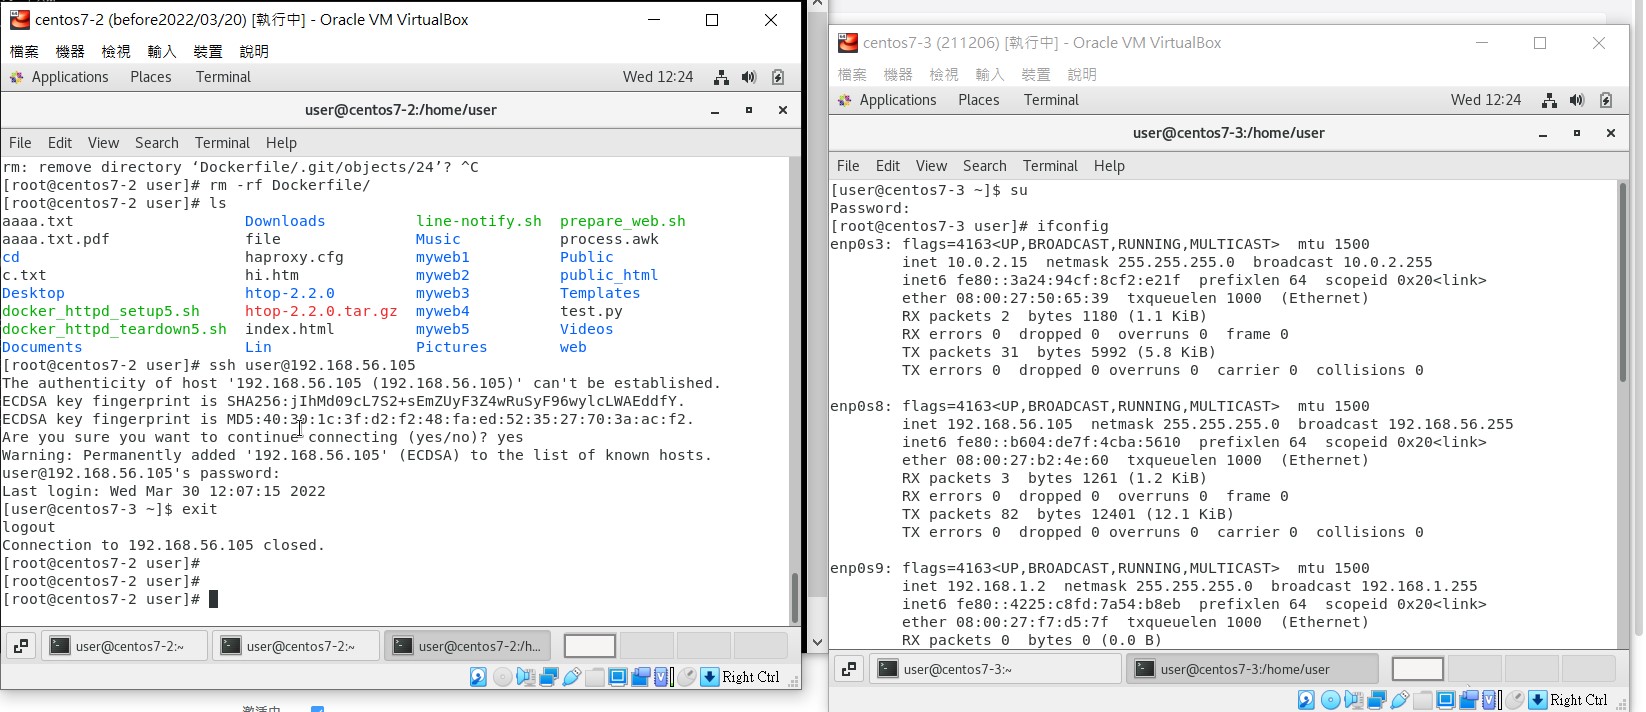 centos7-2 (before2022/03/20) [執行中] - Oracle VM VirtualBox
檔案 機器 檢視 輸入 裝置 說明
Applications Places Terminal Wed 12:24
user@centos7-2:/home/user
File Edit View Search Terminal Help
rm: remove directory ‘Dockerfile/.git/objects/24’? ^C
[root@centos7-2 user]# rm -rf Dockerfile/
[root@centos7-2 user]# ls
aaaa.txt Downloads line-notify.sh prepare_web.sh
aaaa.txt.pdf file Music process.awk
cd haproxy.cfg myweb1 Public
c.txt hi.htm myweb2 public_html
Desktop htop-2.2.0 myweb3 Templates
docker_httpd_setup5.sh htop-2.2.0.tar.gz myweb4 test.py
docker_httpd_teardown5.sh index.html myweb5 Videos
Documents Lin Pictures web
[root@centos7-2 user]# ssh user@192.168.56.105
The authenticity of host '192.168.56.105 (192.168.56.105)' can't be established.
ECDSA key fingerprint is SHA256:jIhMd09cL7S2+sEmZUyF3Z4wRuSyF96wylcLWAEddfY.
ECDSA key fingerprint is MD5:40:30:1c:3f:d2:f2:48:fa:ed:52:35:27:70:3a:ac:f2.
Are you sure you want to continue connecting (yes/no)? yes
Warning: Permanently added '192.168.56.105' (ECDSA) to the list of known hosts.
user@192.168.56.105's password:
Last login: Wed Mar 30 12:07:15 2022
[user@centos7-3 ~]$ exit
logout
Connection to 192.168.56.105 closed.
[root@centos7-2 user]#
[root@centos7-2 user]#
[root@centos7-2 user]#
user@centos7-2:~ user@centos7-2:~ user@centos7-2:/h...
Right Ctrl
centos7-3 (211206) [執行中] - Oracle VM VirtualBox
檔案 機器 檢視 輸入 裝置 說明
Applications Places Terminal Wed 12:24
user@centos7-3:/home/user
File Edit View Search Terminal Help
[user@centos7-3 ~]$ su
Password:
[root@centos7-3 user]# ifconfig
enp0s3: flags=4163<UP,BROADCAST,RUNNING,MULTICAST> mtu 1500
inet 10.0.2.15 netmask 255.255.255.0 broadcast 10.0.2.255
inet6 fe80::3a24:94cf:8cf2:e21f prefixlen 64 scopeid 0x20<link>
ether 08:00:27:50:65:39 txqueuelen 1000 (Ethernet)
RX packets 2 bytes 1180 (1.1 KiB)
RX errors 0 dropped 0 overruns 0 frame 0
TX packets 31 bytes 5992 (5.8 KiB)
TX errors 0 dropped 0 overruns 0 carrier 0 collisions 0
enp0s8: flags=4163<UP,BROADCAST,RUNNING,MULTICAST> mtu 1500
inet 192.168.56.105 netmask 255.255.255.0 broadcast 192.168.56.255
inet6 fe80::b604:de7f:4cba:5610 prefixlen 64 scopeid 0x20<link>
ether 08:00:27:b2:4e:60 txqueuelen 1000 (Ethernet)
RX packets 3 bytes 1261 (1.2 KiB)
RX errors 0 dropped 0 overruns 0 frame 0
TX packets 82 bytes 12401 (12.1 KiB)
TX errors 0 dropped 0 overruns 0 carrier 0 collisions 0
enp0s9: flags=4163<UP,BROADCAST,RUNNING,MULTICAST> mtu 1500
inet 192.168.1.2 netmask 255.255.255.0 broadcast 192.168.1.255
inet6 fe80::4225:c8fd:7a54:b8eb prefixlen 64 scopeid 0x20<link>
ether 08:00:27:f7:d5:7f txqueuelen 1000 (Ethernet)
RX packets 0 bytes 0 (0.0 B)
user@centos7-3:~ user@centos7-3:/home/user
Right Ctrl